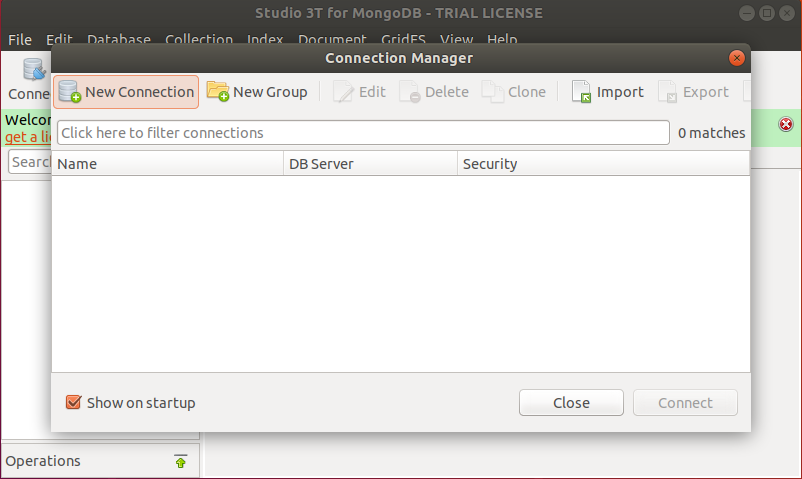 Studio 3T for MongoDB - TRIAL LICENSE
File Edit Database Collection Index Document GridFS View Help
Connection Manager
New Connection New Group Edit Delete Clone Import Export
Conne
Welcom
get a li
Click here to filter connections 0 matches
Search
Name DB Server Security
Show on startup Close Connect
Operations